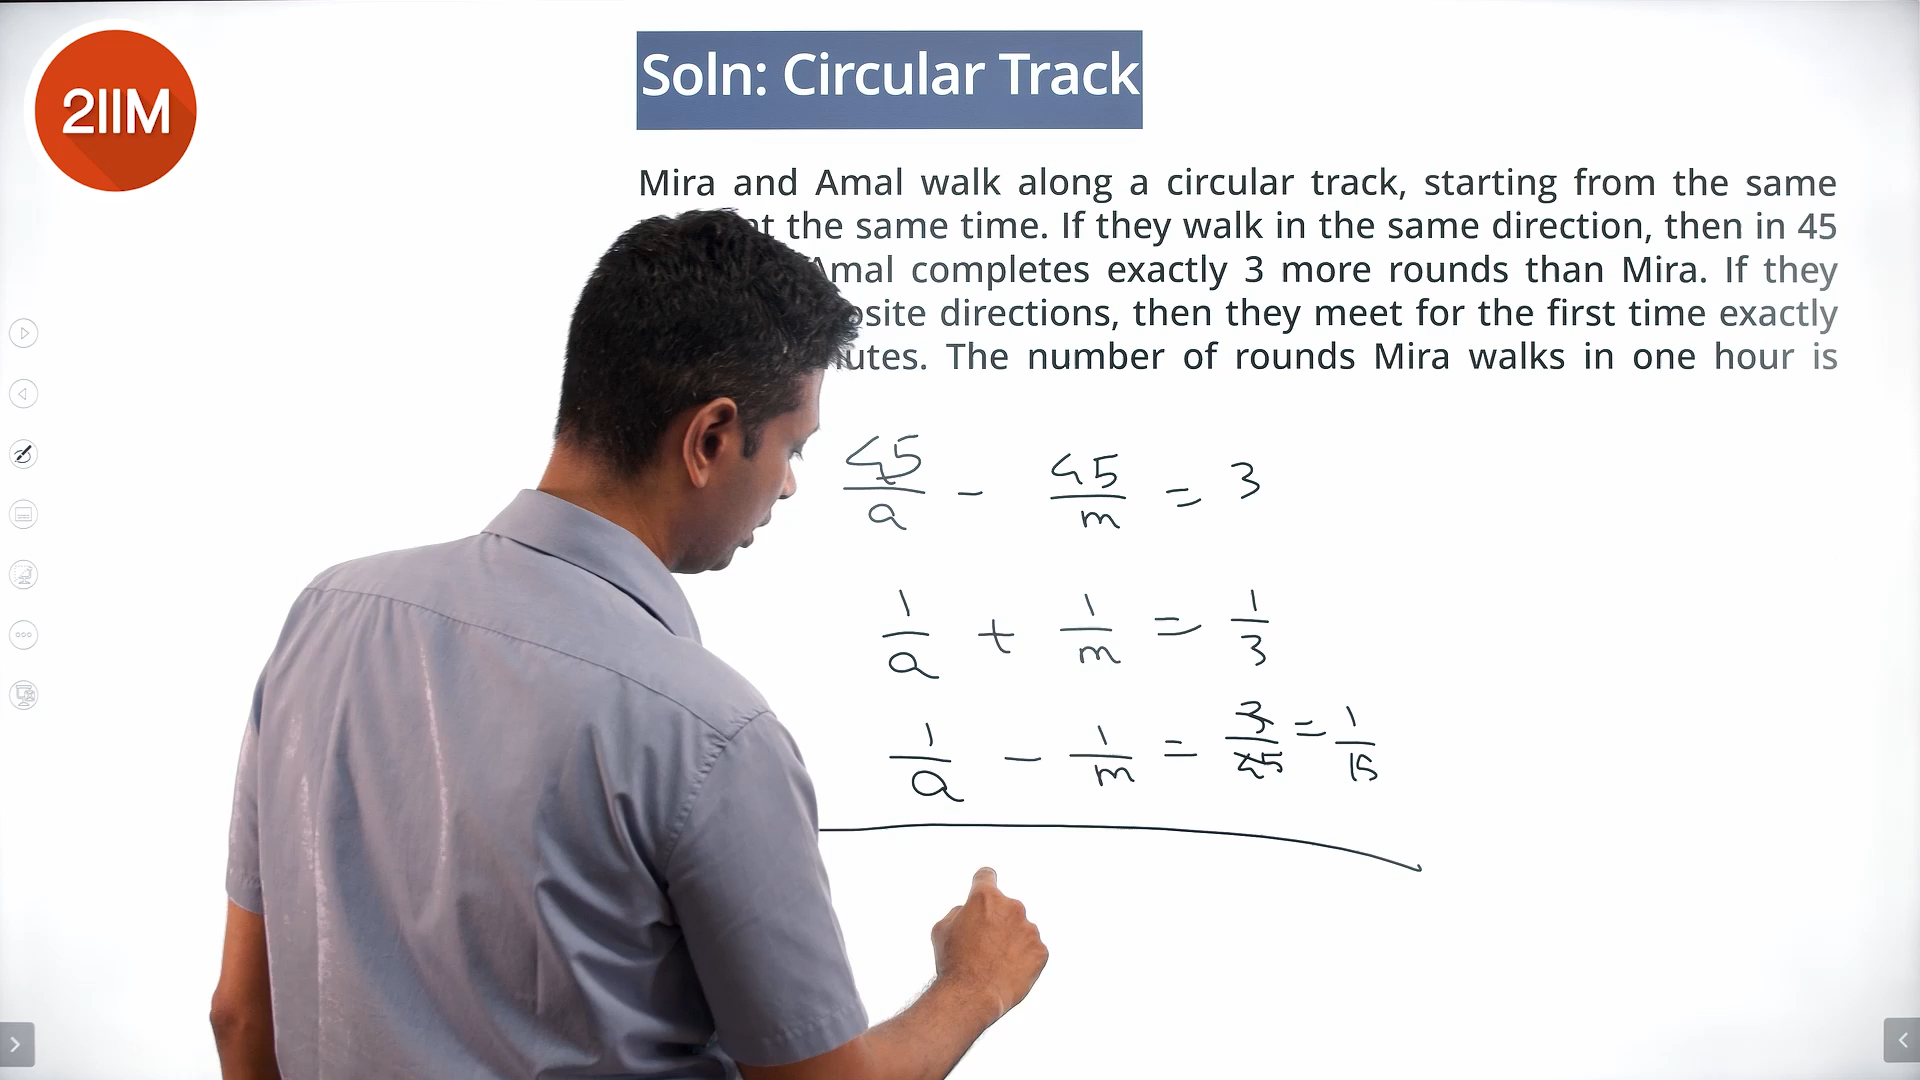 2IIM
Soln: Circular Track
Mira and Amal walk along a circular track, starting from the same
at the same time. If they walk in the same direction, then in 45
Amal completes exactly 3 more rounds than Mira. If they
directions, then they meet for the first time exactly
The number of rounds Mira walks in one hour is
45/a - 45/m = 3
1/a + 1/m = 1/3
1/a - 1/m = 3/45 = 1/15